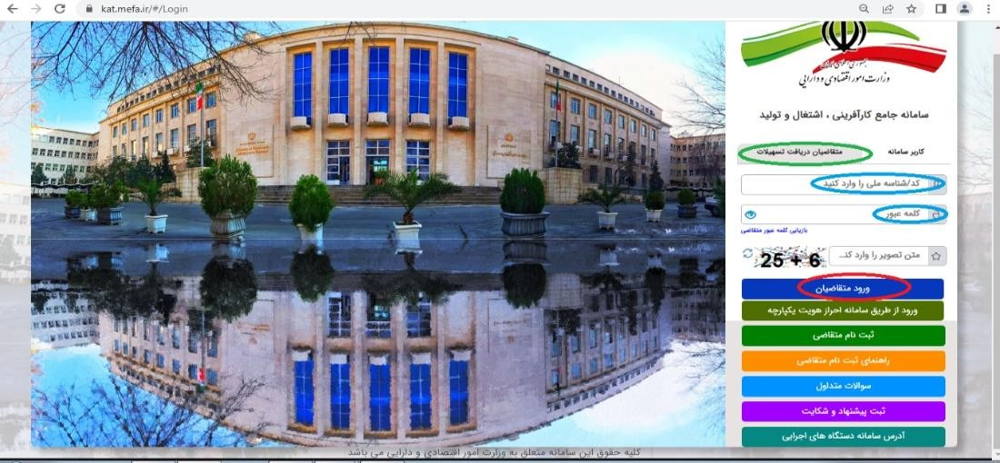 kat.mefa.ir/#/Login
جمهوری اسلامی ایران
وزارت امور اقتصادی و دارایی
سامانه جامع کارآفرینی ، اشتغال و تولید
کاربر سامانه
متقاضیان دریافت تسهیلات
کد/شناسه ملی را وارد کنید
کلمه عبور
بازیابی کلمه عبور متقاضی
متن تصویر را وارد کنـ...
25 + 6
ورود متقاضیان
ورود از طریق سامانه احراز هویت یکپارچه
ثبت نام متقاضی
راهنمای ثبت نام متقاضی
سوالات متداول
ثبت پیشنهاد و شکایت
آدرس سامانه دستگاه های اجرایی
کلیه حقوق این سامانه متعلق به وزارت امور اقتصادی و دارایی می باشد